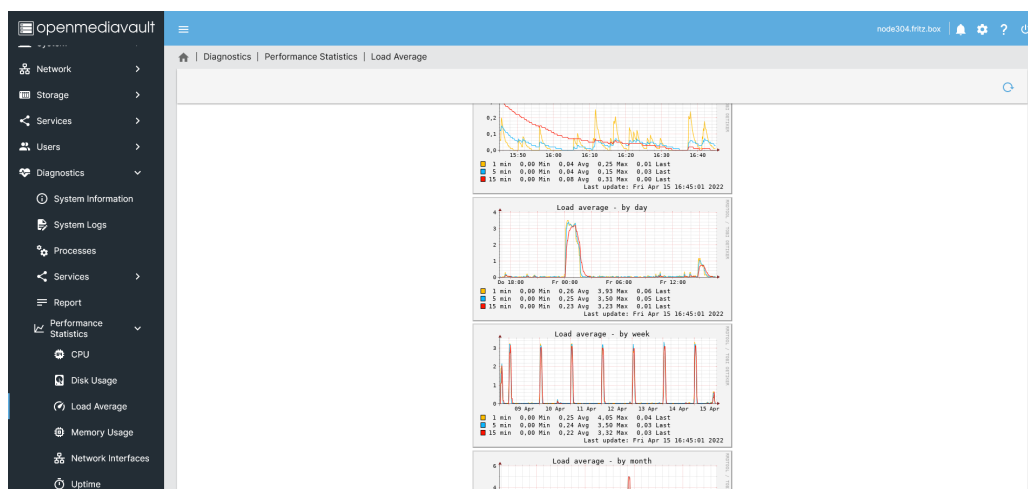 openmediavault
node304.fritz.box
Network
Storage
Services
Users
Diagnostics
System Information
System Logs
Processes
Services
Report
Performance
Statistics
CPU
Disk Usage
Load Average
Memory Usage
Network Interfaces
Uptime
| Diagnostics | Performance Statistics | Load Average
0,2
0,1
0,0
15:50 16:00 16:10 16:20 16:30 16:40
1 min 0,00 Min 0,04 Avg 0,25 Max 0,01 Last
5 min 0,00 Min 0,04 Avg 0,15 Max 0,03 Last
15 min 0,00 Min 0,08 Avg 0,31 Max 0,00 Last
Last update: Fri Apr 15 16:45:01 2022
Load average - by day
4
3
2
1
0
Do 18:00 Fr 00:00 Fr 06:00 Fr 12:00
1 min 0,00 Min 0,26 Avg 3,93 Max 0,06 Last
5 min 0,00 Min 0,25 Avg 3,50 Max 0,05 Last
15 min 0,00 Min 0,23 Avg 3,23 Max 0,01 Last
Last update: Fri Apr 15 16:45:01 2022
RRDTOOL / TOBI OETIKER
Load average - by week
3
2
1
0
09 Apr 10 Apr 11 Apr 12 Apr 13 Apr 14 Apr 15 Apr
1 min 0,00 Min 0,25 Avg 4,05 Max 0,04 Last
5 min 0,00 Min 0,24 Avg 3,50 Max 0,03 Last
15 min 0,00 Min 0,22 Avg 3,32 Max 0,03 Last
Last update: Fri Apr 15 16:45:01 2022
RRDTOOL / TOBI OETIKER
Load average - by month
6
4